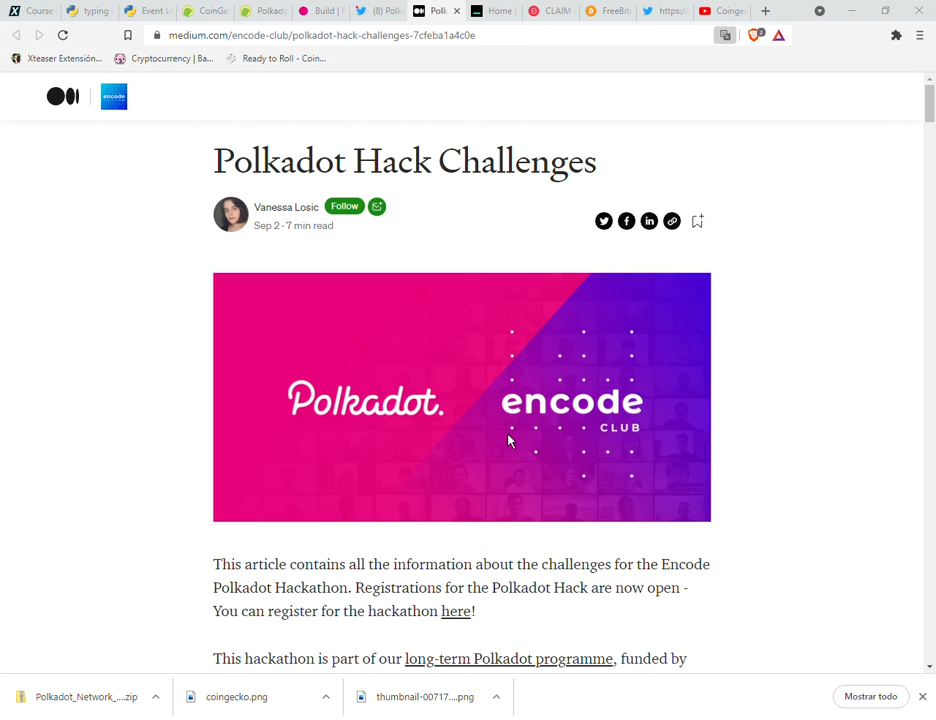 Course
typing -
Event L
CoinGe
Polkad
Build |
(8) Polk
Polk
Home
CLAIM
FreeBit
https:/
Coinge
medium.com/encode-club/polkadot-hack-challenges-7cfeba1a4c0e
2
Xteaser Extensión...
Cryptocurrency | Ba...
Ready to Roll - Coin...
encode
Polkadot Hack Challenges
Vanessa Losic
Follow
Sep 2 · 7 min read
Polkadot.
encode
CLUB
This article contains all the information about the challenges for the Encode
Polkadot Hackathon. Registrations for the Polkadot Hack are now open -
You can register for the hackathon here!
This hackathon is part of our long-term Polkadot programme, funded by
Polkadot_Network_....zip
coingecko.png
thumbnail-00717....png
Mostrar todo